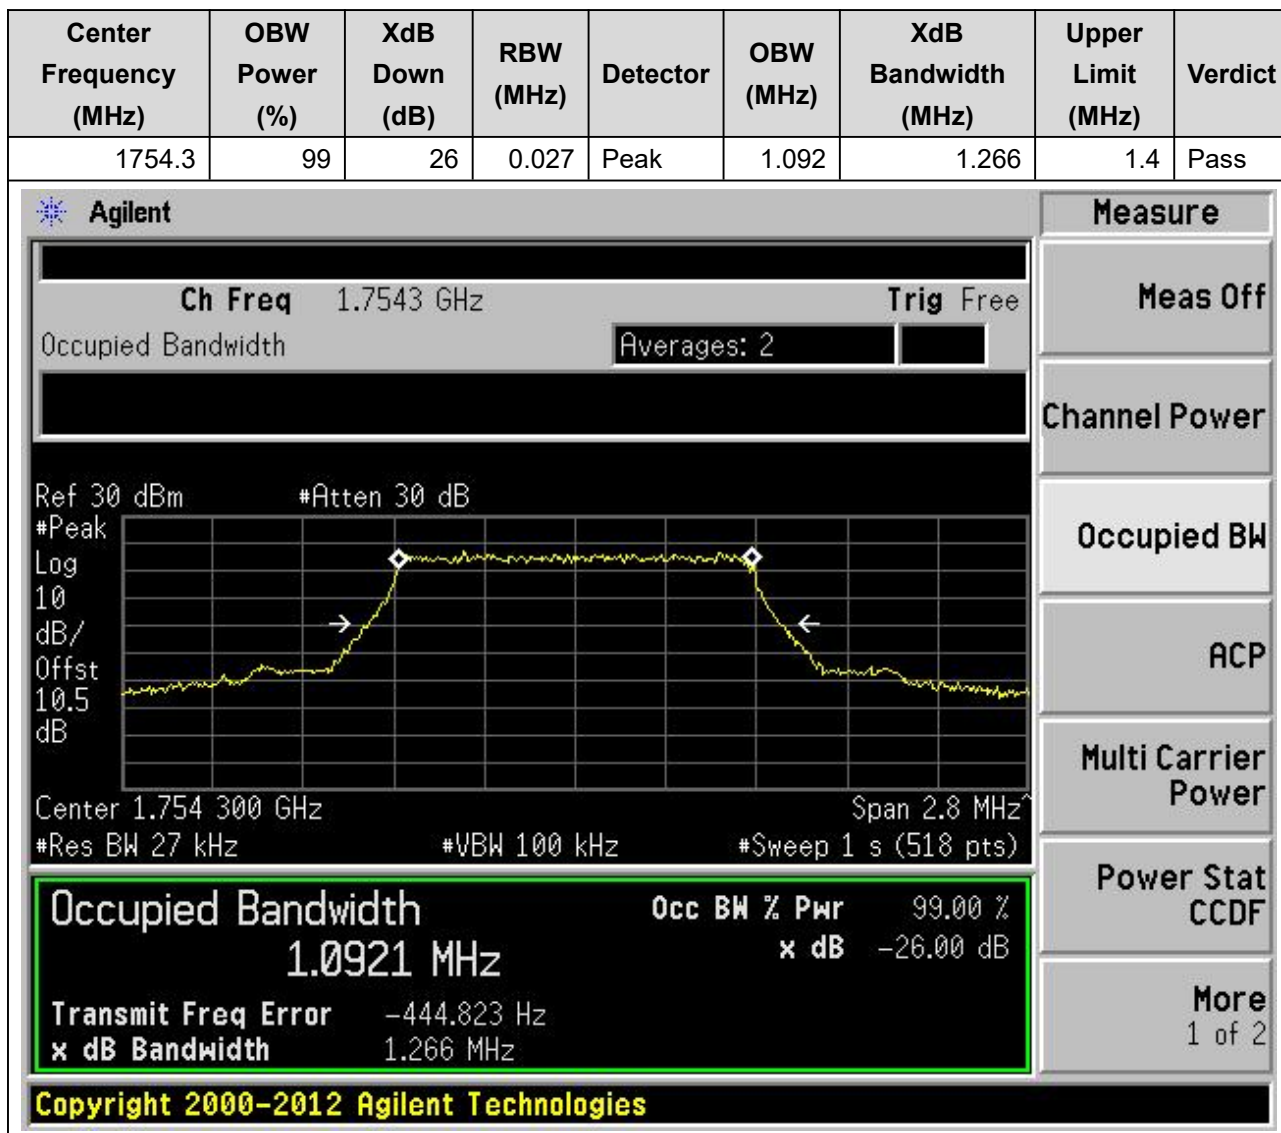 Center Frequency (MHz) OBW Power (%) XdB Down (dB) RBW (MHz) Detector OBW (MHz) XdB Bandwidth (MHz) Upper Limit (MHz) Verdict
1754.3 99 26 0.027 Peak 1.092 1.266 1.4 Pass
Agilent
Measure
Ch Freq 1.7543 GHz Trig Free
Meas Off
Occupied Bandwidth Averages: 2
Channel Power
Ref 30 dBm #Atten 30 dB
#Peak
Log
10
dB/
Offst
10.5
dB
Occupied BW
ACP
Multi Carrier
Power
Center 1.754 300 GHz Span 2.8 MHz^
#Res BW 27 kHz #VBW 100 kHz #Sweep 1 s (518 pts)
Power Stat
CCDF
Occupied Bandwidth Occ BW % Pwr 99.00 %
1.0921 MHz x dB -26.00 dB
Transmit Freq Error -444.823 Hz
x dB Bandwidth 1.266 MHz
More
1 of 2
Copyright 2000-2012 Agilent Technologies